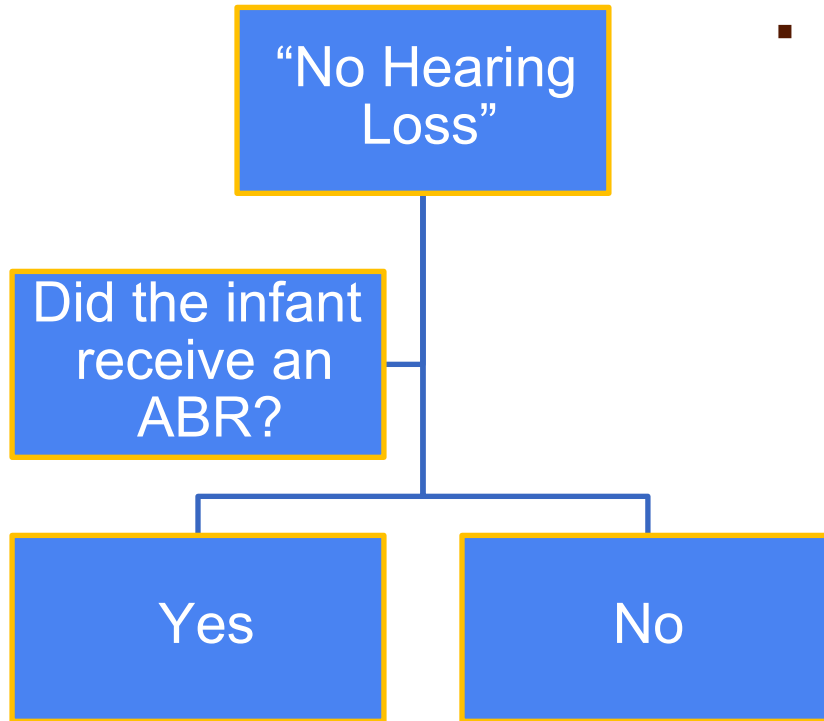 “No Hearing
Loss”
Did the infant
receive an
ABR?
Yes
No